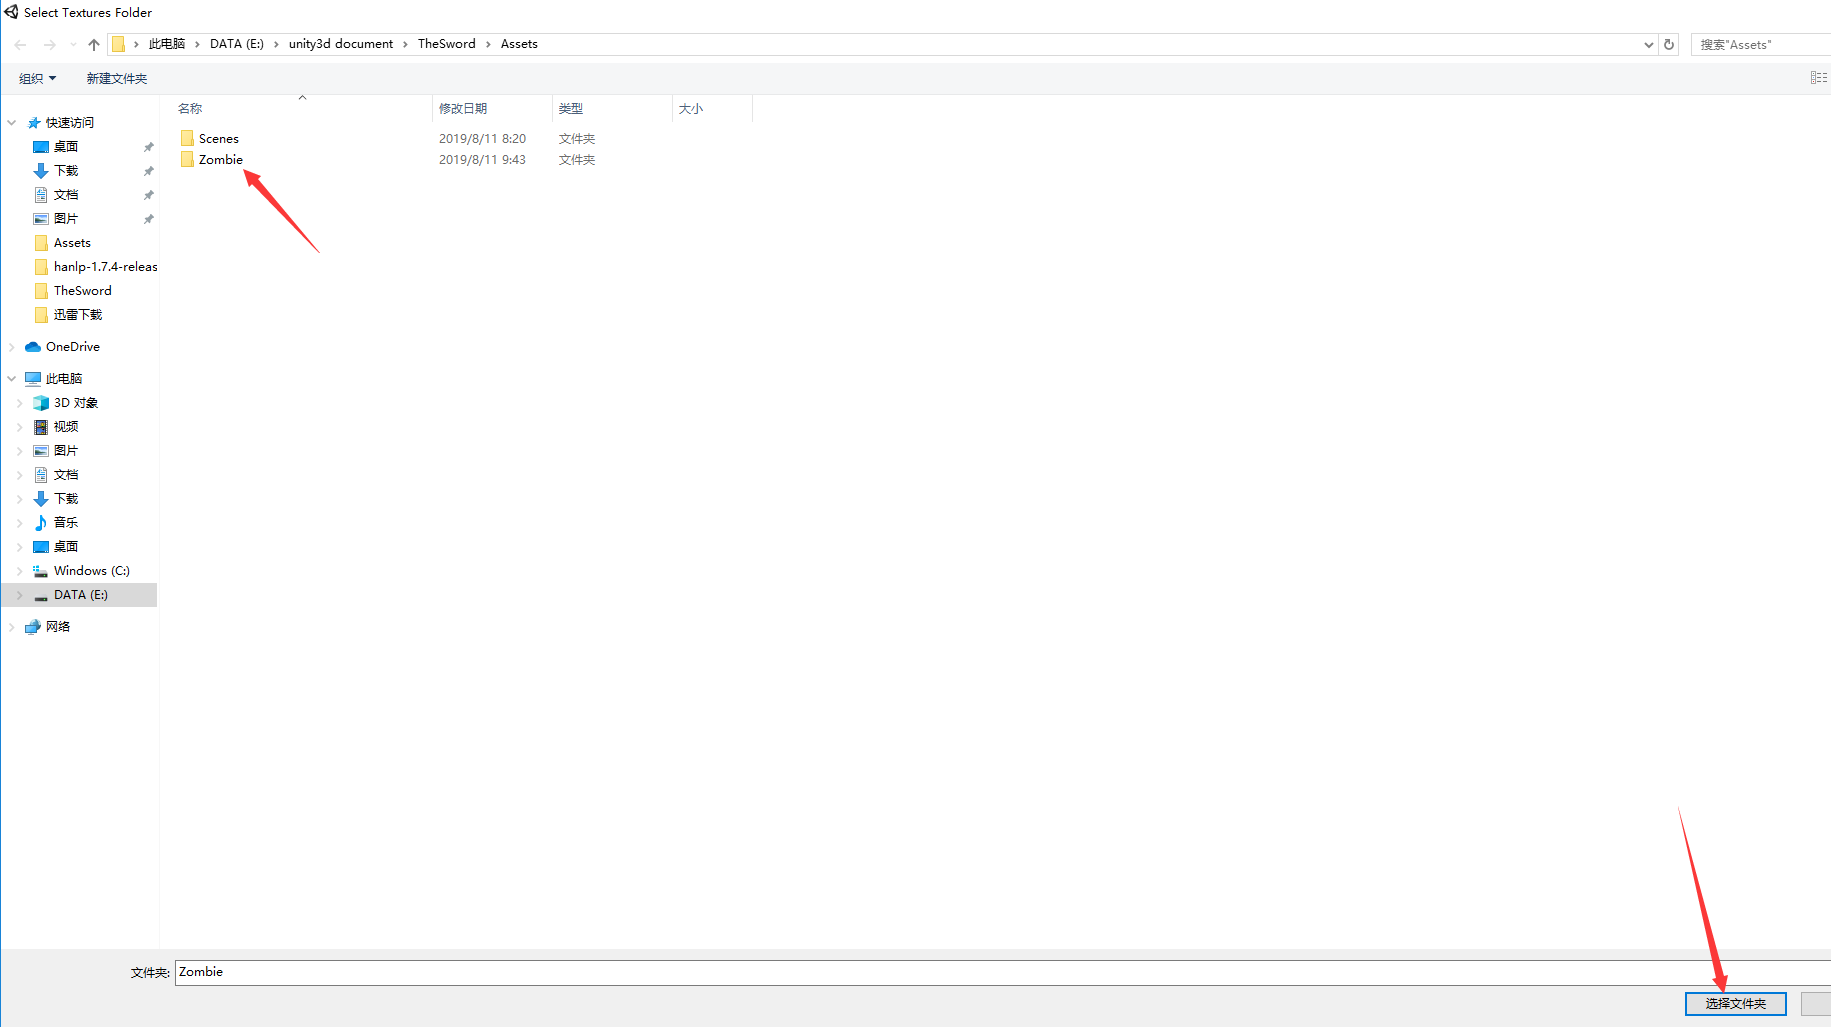 Select Textures Folder
此电脑 › DATA (E:) › unity3d document › TheSword › Assets
搜索"Assets"
组织 新建文件夹
名称 修改日期 类型 大小
Scenes 2019/8/11 8:20 文件夹
Zombie 2019/8/11 9:43 文件夹
快速访问
桌面
下载
文档
图片
Assets
hanlp-1.7.4-releas
TheSword
迅雷下载
OneDrive
此电脑
3D 对象
视频
图片
文档
下载
音乐
桌面
Windows (C:)
DATA (E:)
网络
文件夹: Zombie
选择文件夹